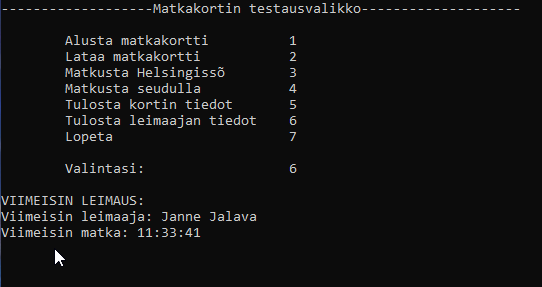 -------------------Matkakortin testausvalikko--------------------
Alusta matkakortti 1
Lataa matkakortti 2
Matkusta Helsingissõ 3
Matkusta seudulla 4
Tulosta kortin tiedot 5
Tulosta leimaajan tiedot 6
Lopeta 7
Valintasi: 6
VIIMEISIN LEIMAUS:
Viimeisin leimaaja: Janne Jalava
Viimeisin matka: 11:33:41